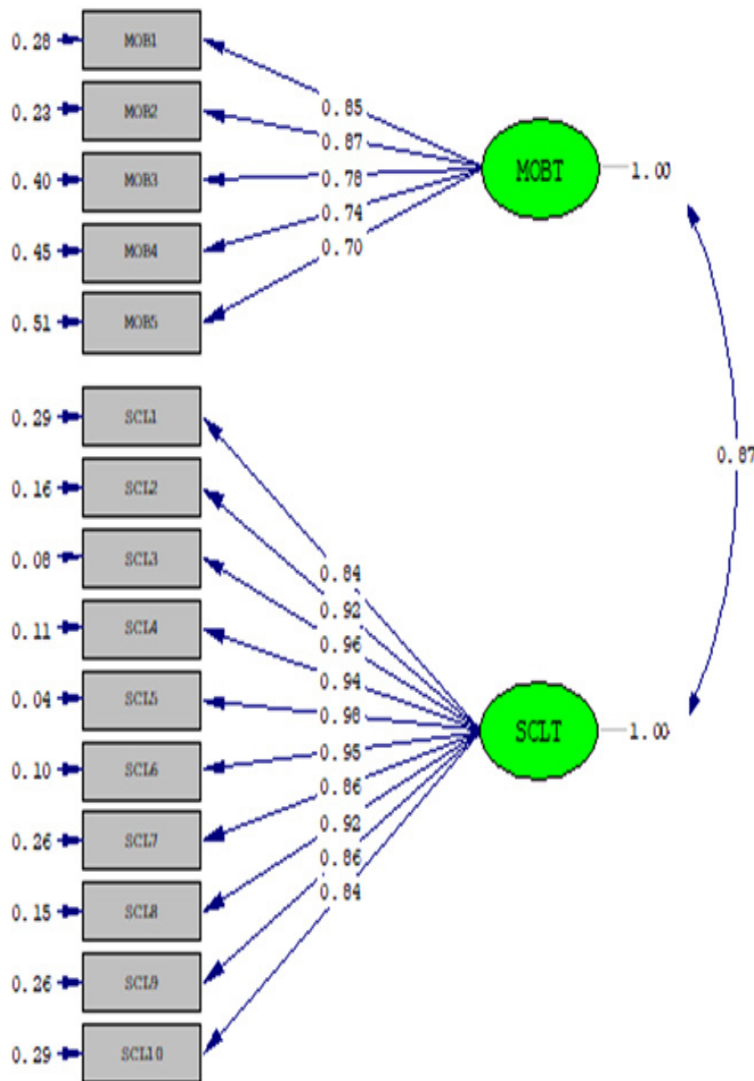 0.28 MOB1
0.85
0.23 MOB2
0.87
MOBT 1.00
0.40 MOB3
0.78
0.74
0.45 MOB4
0.70
0.51 MOB5
0.29 SCL1
0.87
0.16 SCL2
0.08 SCL3
0.84
0.92
0.11 SCL4
0.96
0.94
0.04 SCL5
0.98
SCLT 1.00
0.95
0.10 SCL6
0.86
0.92
0.26 SCL7
0.86
0.84
0.15 SCL8
0.26 SCL9
0.29 SCL10